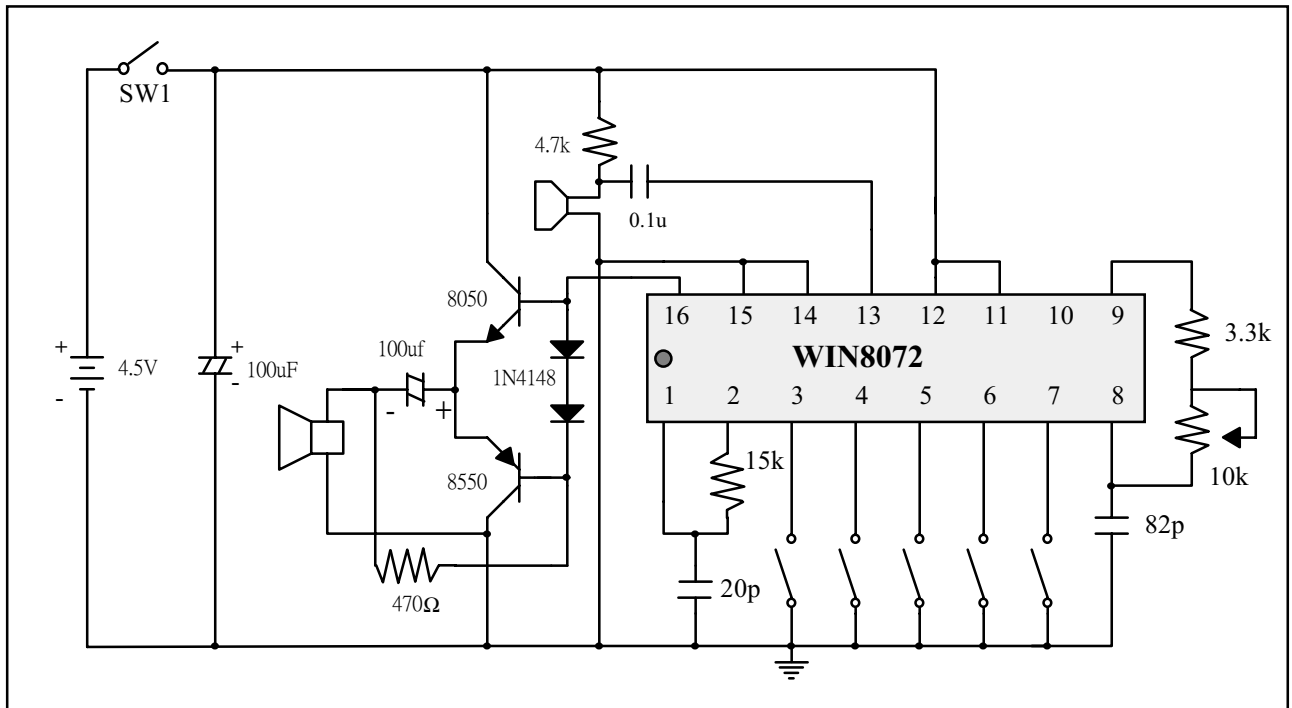 SW1
4.7k
0.1u
8050
16 15 14 13 12 11 10 9
+
4.5V
-
+
100uF
-
100uf
-
+
1N4148
WIN8072
3.3k
1 2 3 4 5 6 7 8
8550
15k
10k
82p
20p
470Ω